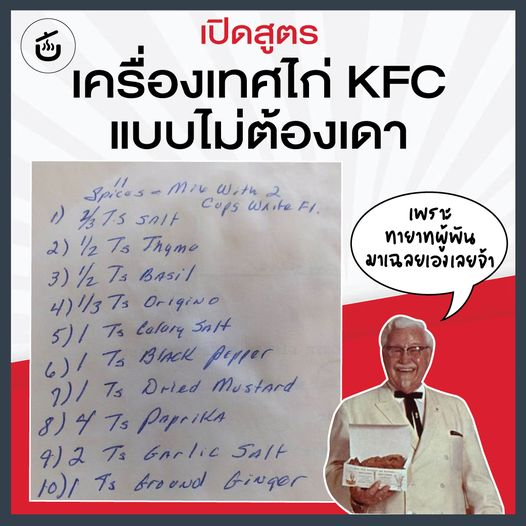 เปิดสูตร
เครื่องเทศไก่ KFC
แบบไม่ต้องเดา
11
Spices = Mix With 2
Cups White Fl.
1) 2/3 Ts Salt
2) 1/2 Ts Thyme
3) 1/2 Ts Basil
4) 1/3 Ts Origino
5) 1 Ts Celory Salt
6) 1 Ts Black Pepper
7) 1 Ts Dried Mustard
8) 4 Ts Paprika
9) 2 Ts Garlic Salt
10) 1 Ts Ground Ginger
เพราะ
ทายาทผู้พัน
มาเฉลยเองเลยจ้า